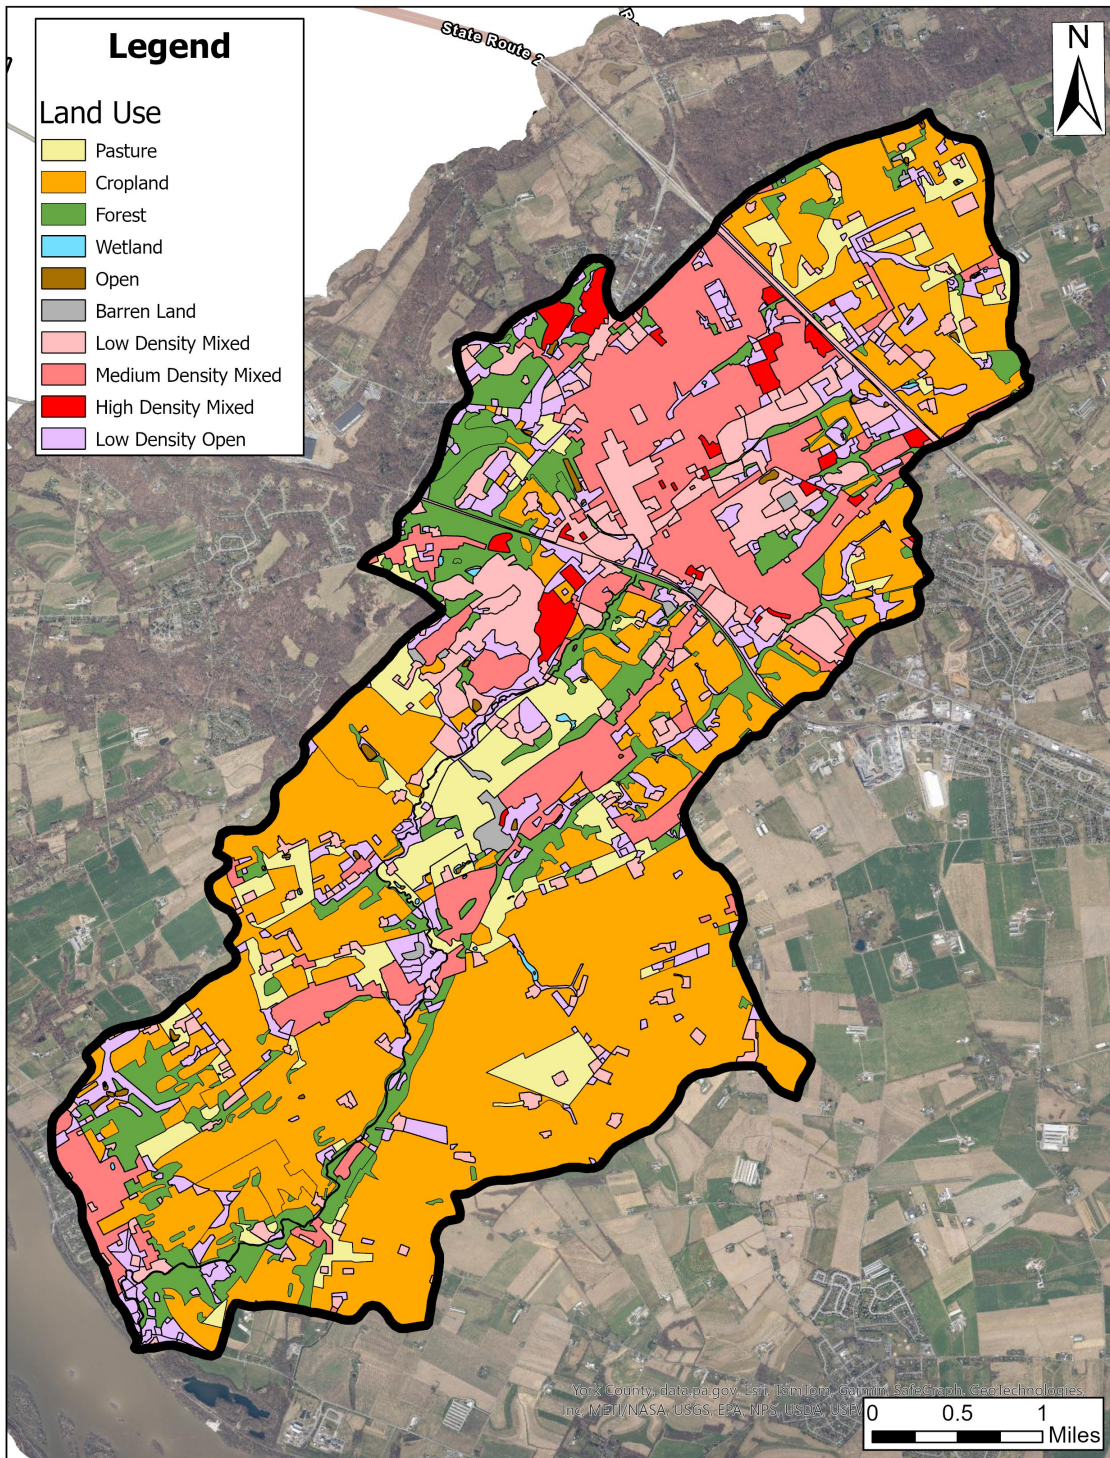 Legend
Land Use
Pasture
Cropland
Forest
Wetland
Open
Barren Land
Low Density Mixed
Medium Density Mixed
High Density Mixed
Low Density Open
State Route 2
N
York County, data.pa.gov, Esri, TomTom, Garmin, SafeGraph, GeoTechnologies,
Inc, METI/NASA, USGS, EPA, NPS, USDA,
0 0.5 1
Miles